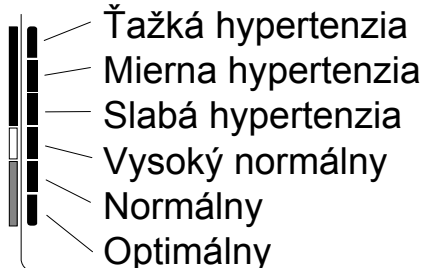 Ťažká hypertenzia
Mierna hypertenzia
Slabá hypertenzia
Vysoký normálny
Normálny
Optimálny